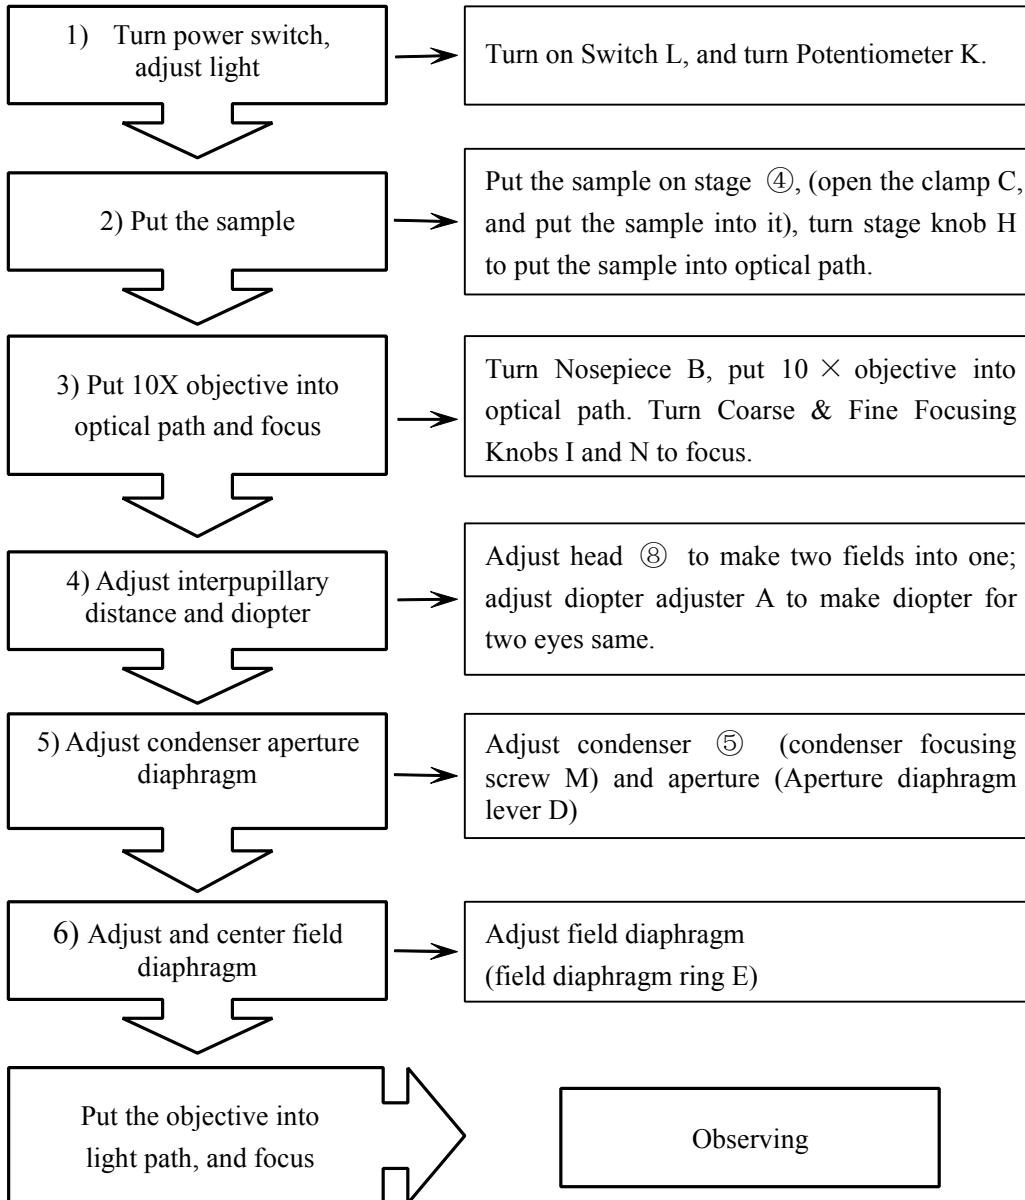 1) Turn power switch,
adjust light
Turn on Switch L, and turn Potentiometer K.
2) Put the sample
Put the sample on stage ④, (open the clamp C,
and put the sample into it), turn stage knob H
to put the sample into optical path.
3) Put 10X objective into
optical path and focus
Turn Nosepiece B, put 10 × objective into
optical path. Turn Coarse & Fine Focusing
Knobs I and N to focus.
4) Adjust interpupillary
distance and diopter
Adjust head ⑧ to make two fields into one;
adjust diopter adjuster A to make diopter for
two eyes same.
5) Adjust condenser aperture
diaphragm
Adjust condenser ⑤ (condenser focusing
screw M) and aperture (Aperture diaphragm
lever D)
6) Adjust and center field
diaphragm
Adjust field diaphragm
(field diaphragm ring E)
Put the objective into
light path, and focus
Observing